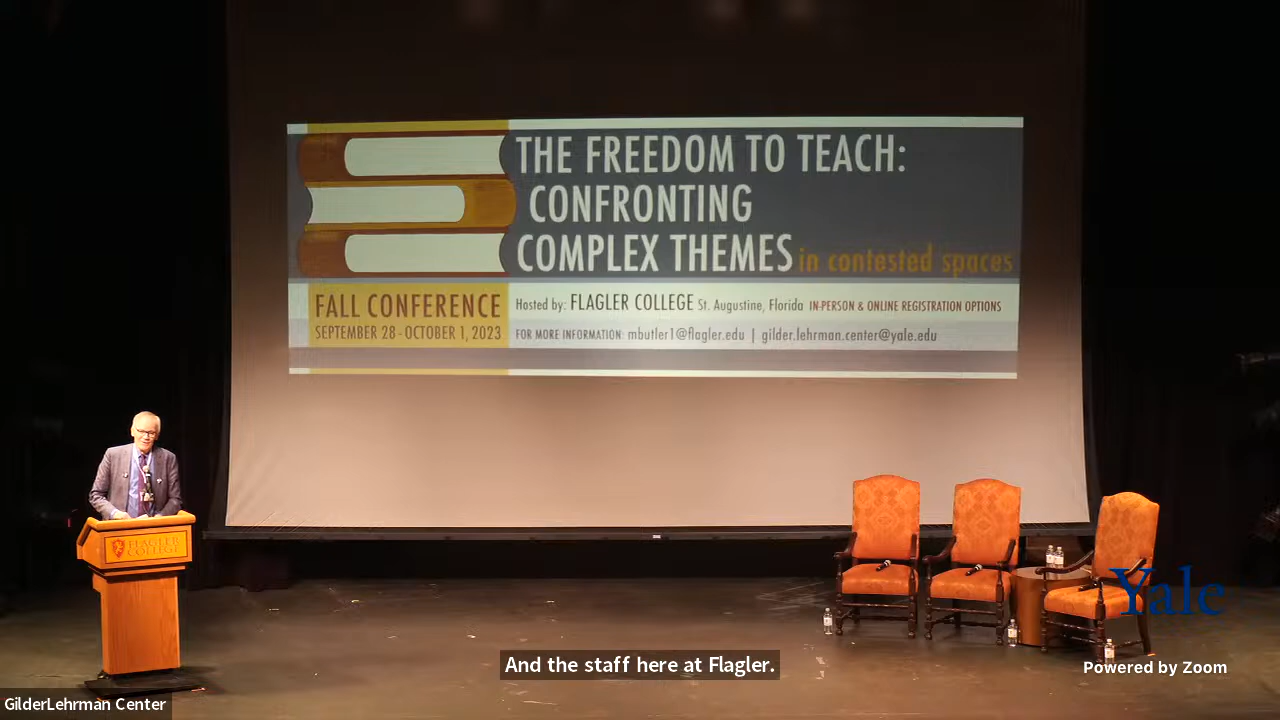 THE FREEDOM TO TEACH:
CONFRONTING
COMPLEX THEMES in contested spaces
FALL CONFERENCE
SEPTEMBER 28 - OCTOBER 1, 2023
Hosted by: FLAGLER COLLEGE St. Augustine, Florida IN-PERSON & ONLINE REGISTRATION OPTIONS
FOR MORE INFORMATION: mbutler1@flagler.edu | gilder.lehrman.center@yale.edu
FLAGLER
COLLEGE
Yale
And the staff here at Flagler.
Powered by Zoom
GilderLehrman Center